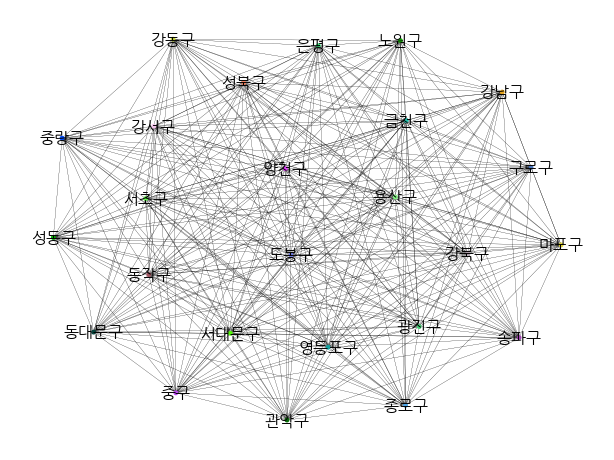 강동구
은평구
노원구
성북구
강남구
강서구
금천구
중랑구
양천구
구로구
서초구
용산구
성동구
마포구
도봉구
강북구
동작구
동대문구
서대문구
광진구
송파구
영등포구
중구
종로구
관악구